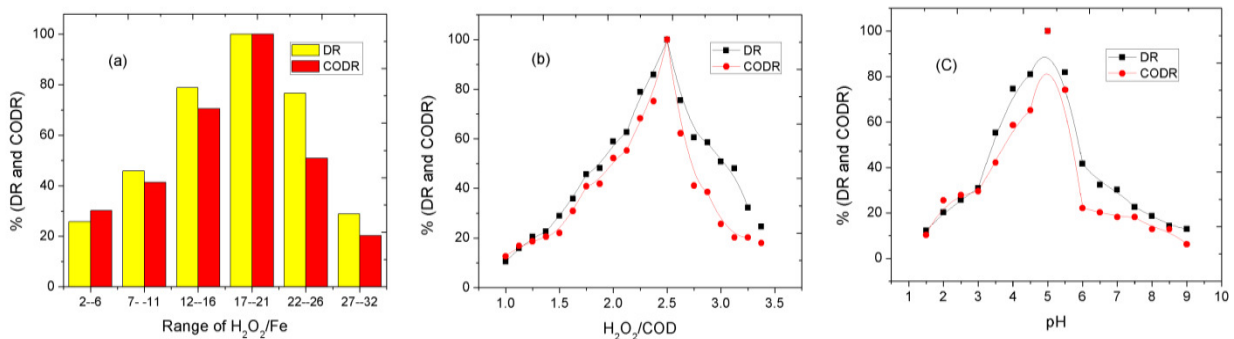 (a)
DR
CODR
% (DR and CODR)
100
80
60
40
20
0
2--6 7- -11 12--16 17--21 22--26 27--32
Range of H₂O₂/Fe
(b)
DR
CODR
% (DR and CODR)
100
80
60
40
20
0
1.0 1.5 2.0 2.5 3.0 3.5
H₂O₂/COD
(C)
DR
CODR
% (DR and CODR)
100
80
60
40
20
0
1 2 3 4 5 6 7 8 9 10
pH